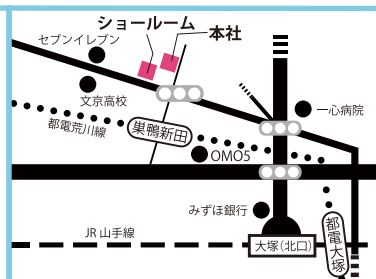 ショールーム
本社
セブンイレブン
文京高校
一心病院
都電荒川線
巣鴨新田
OMO5
みずほ銀行
都電大塚
JR山手線
大塚(北口)